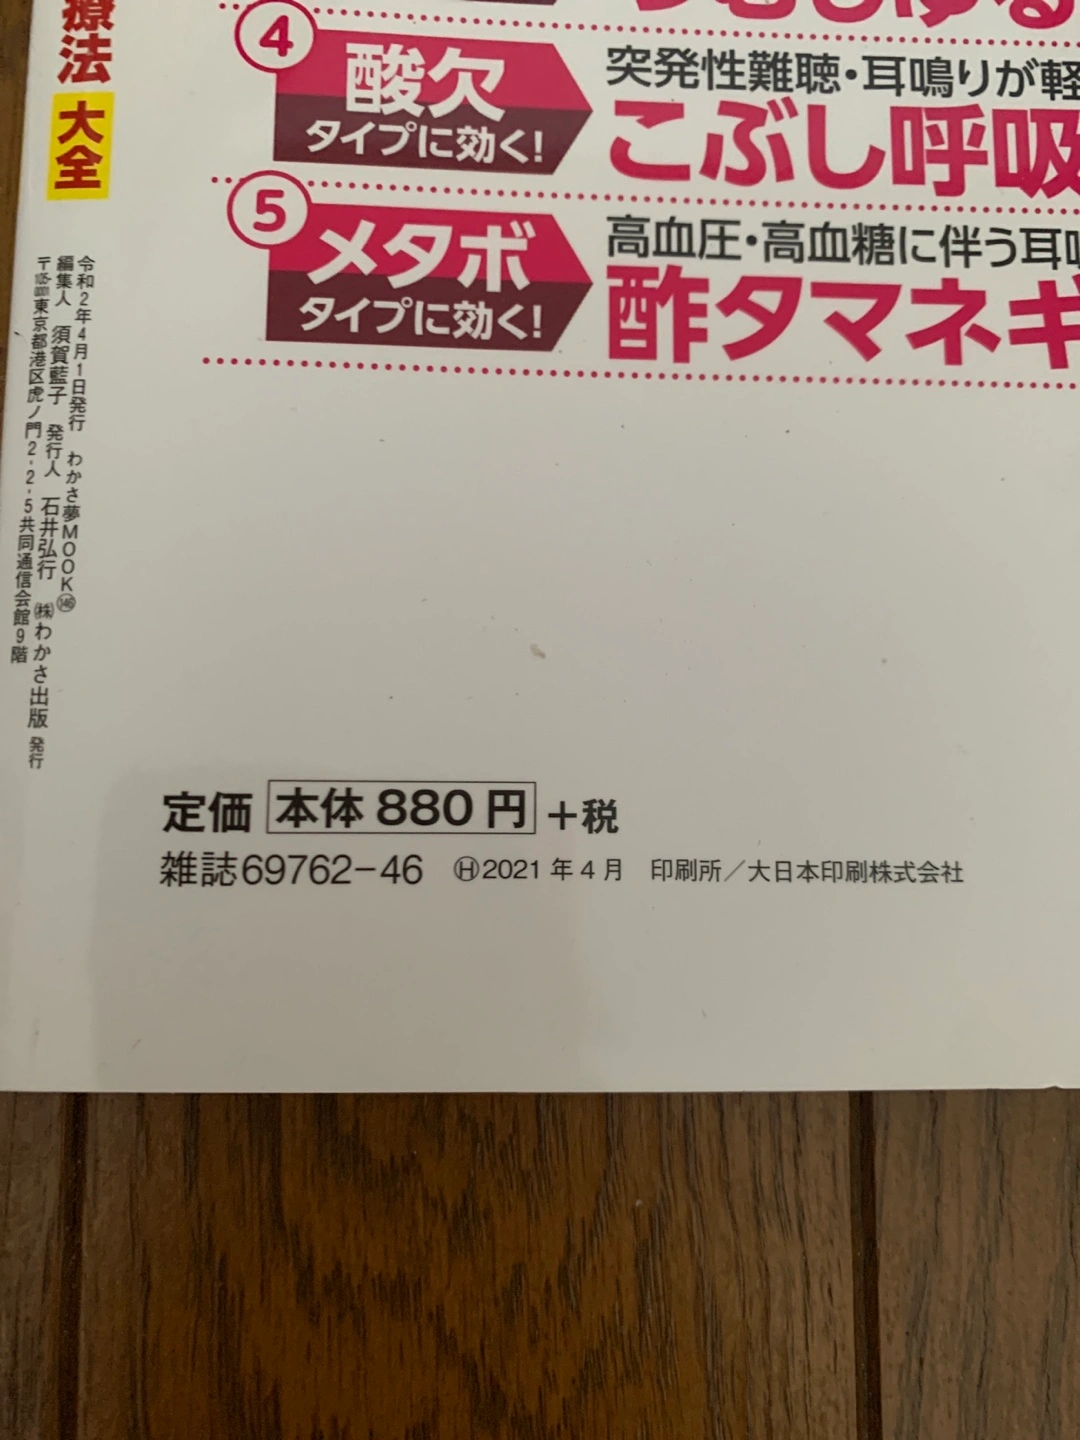 療法
大全
④
酸欠
タイプに効く!
突発性難聴・耳鳴りが軽
こぶし呼吸
⑤
メタボ
タイプに効く!
高血圧・高血糖に伴う耳鳴
酢タマネギ
令和2年4月1日発行 わかさ夢MOOK
編集人 須賀藍子 発行人 石井弘行 ㈱わかさ出版 発行
〒105-0001東京都港区虎ノ門2-2-5共同通信会館9階
定価 本体 880 円 +税
雑誌69762-46 Ⓗ2021 年 4 月 印刷所/大日本印刷株式会社